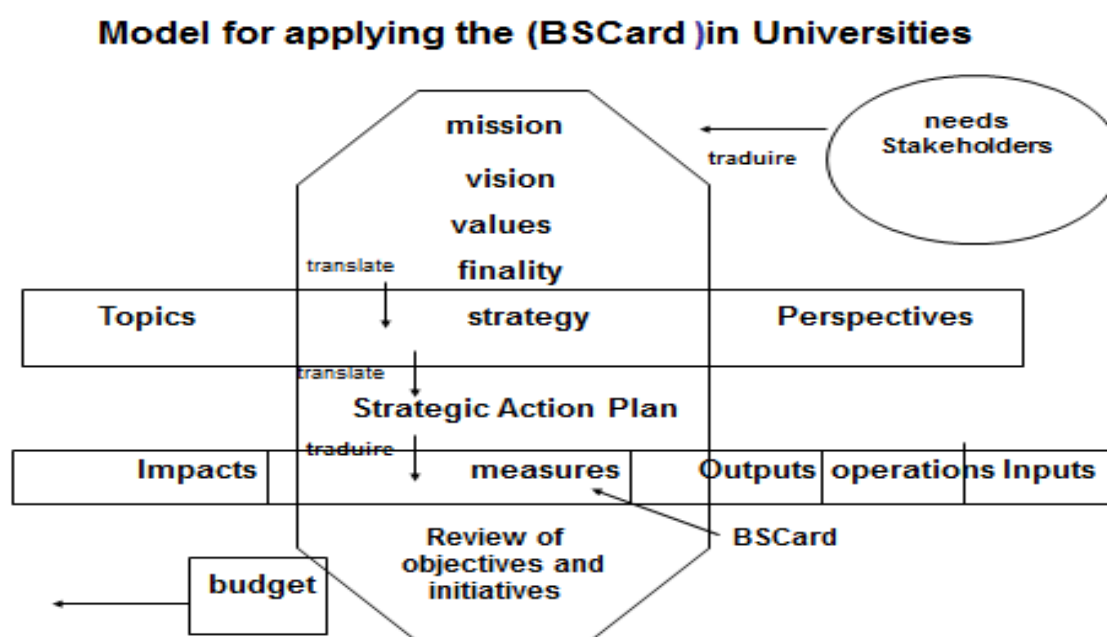 Model for applying the (BSCard )in Universities
mission
needs
Stakeholders
traduire
vision
values
translate
finality
Topics
strategy
Perspectives
translate
Strategic Action Plan
traduire
Impacts
measures
Outputs
operations
Inputs
Review of
objectives and
initiatives
BSCard
budget